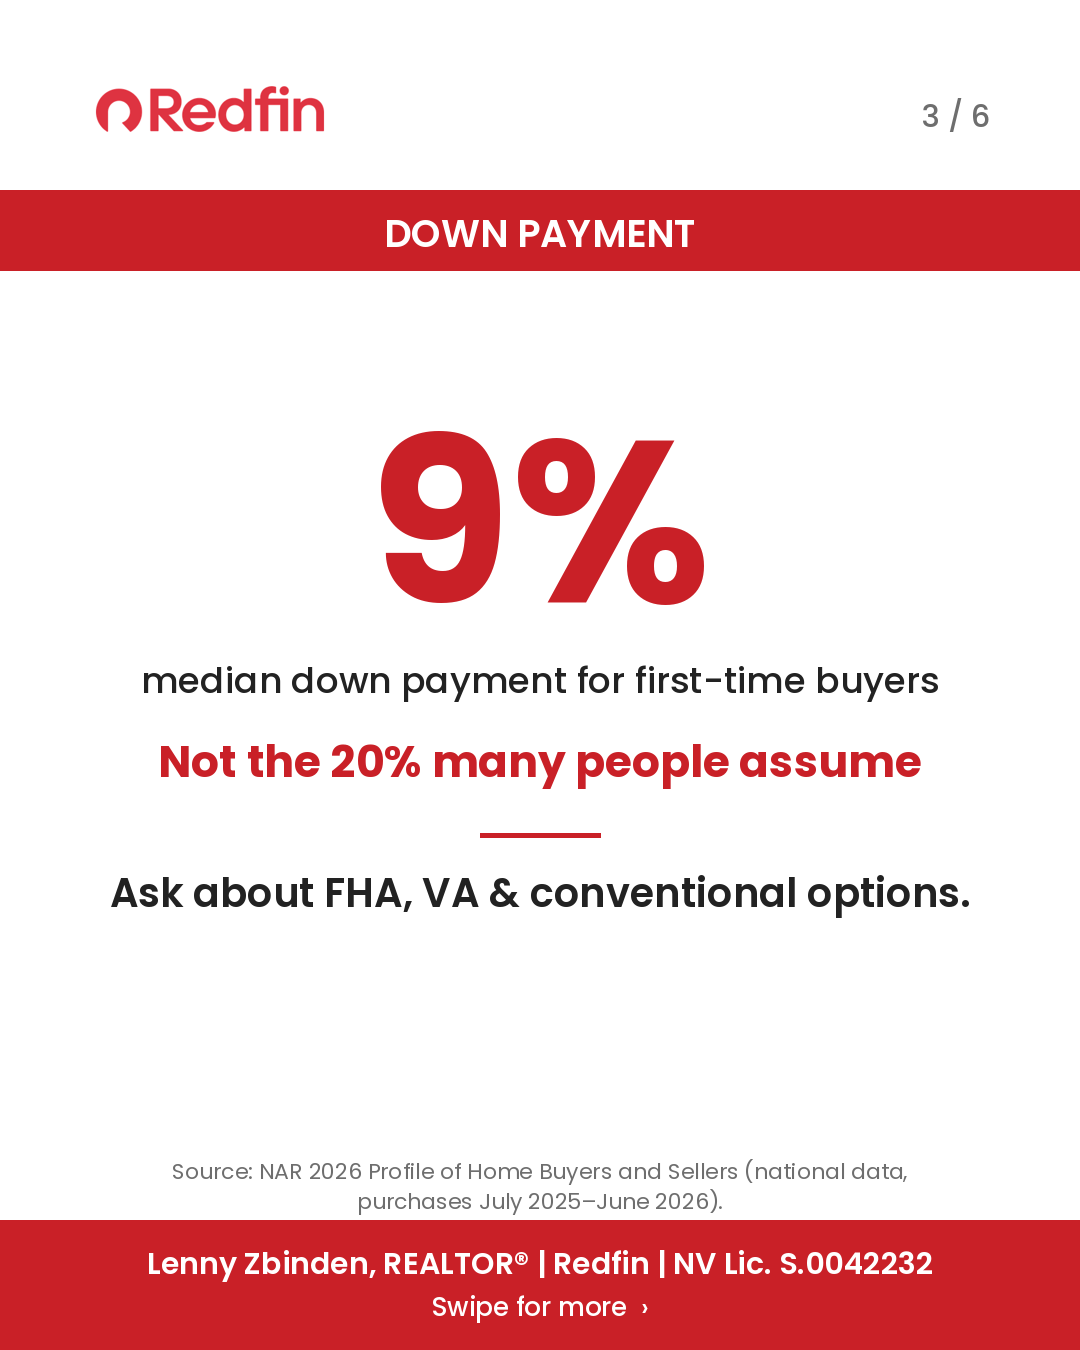 Redfin
3 / 6
DOWN PAYMENT
9%
median down payment for first-time buyers
Not the 20% many people assume
Ask about FHA, VA & conventional options.
Source: NAR 2026 Profile of Home Buyers and Sellers (national data,
purchases July 2025–June 2026).
Lenny Zbinden, REALTOR® | Redfin | NV Lic. S.0042232
Swipe for more ›